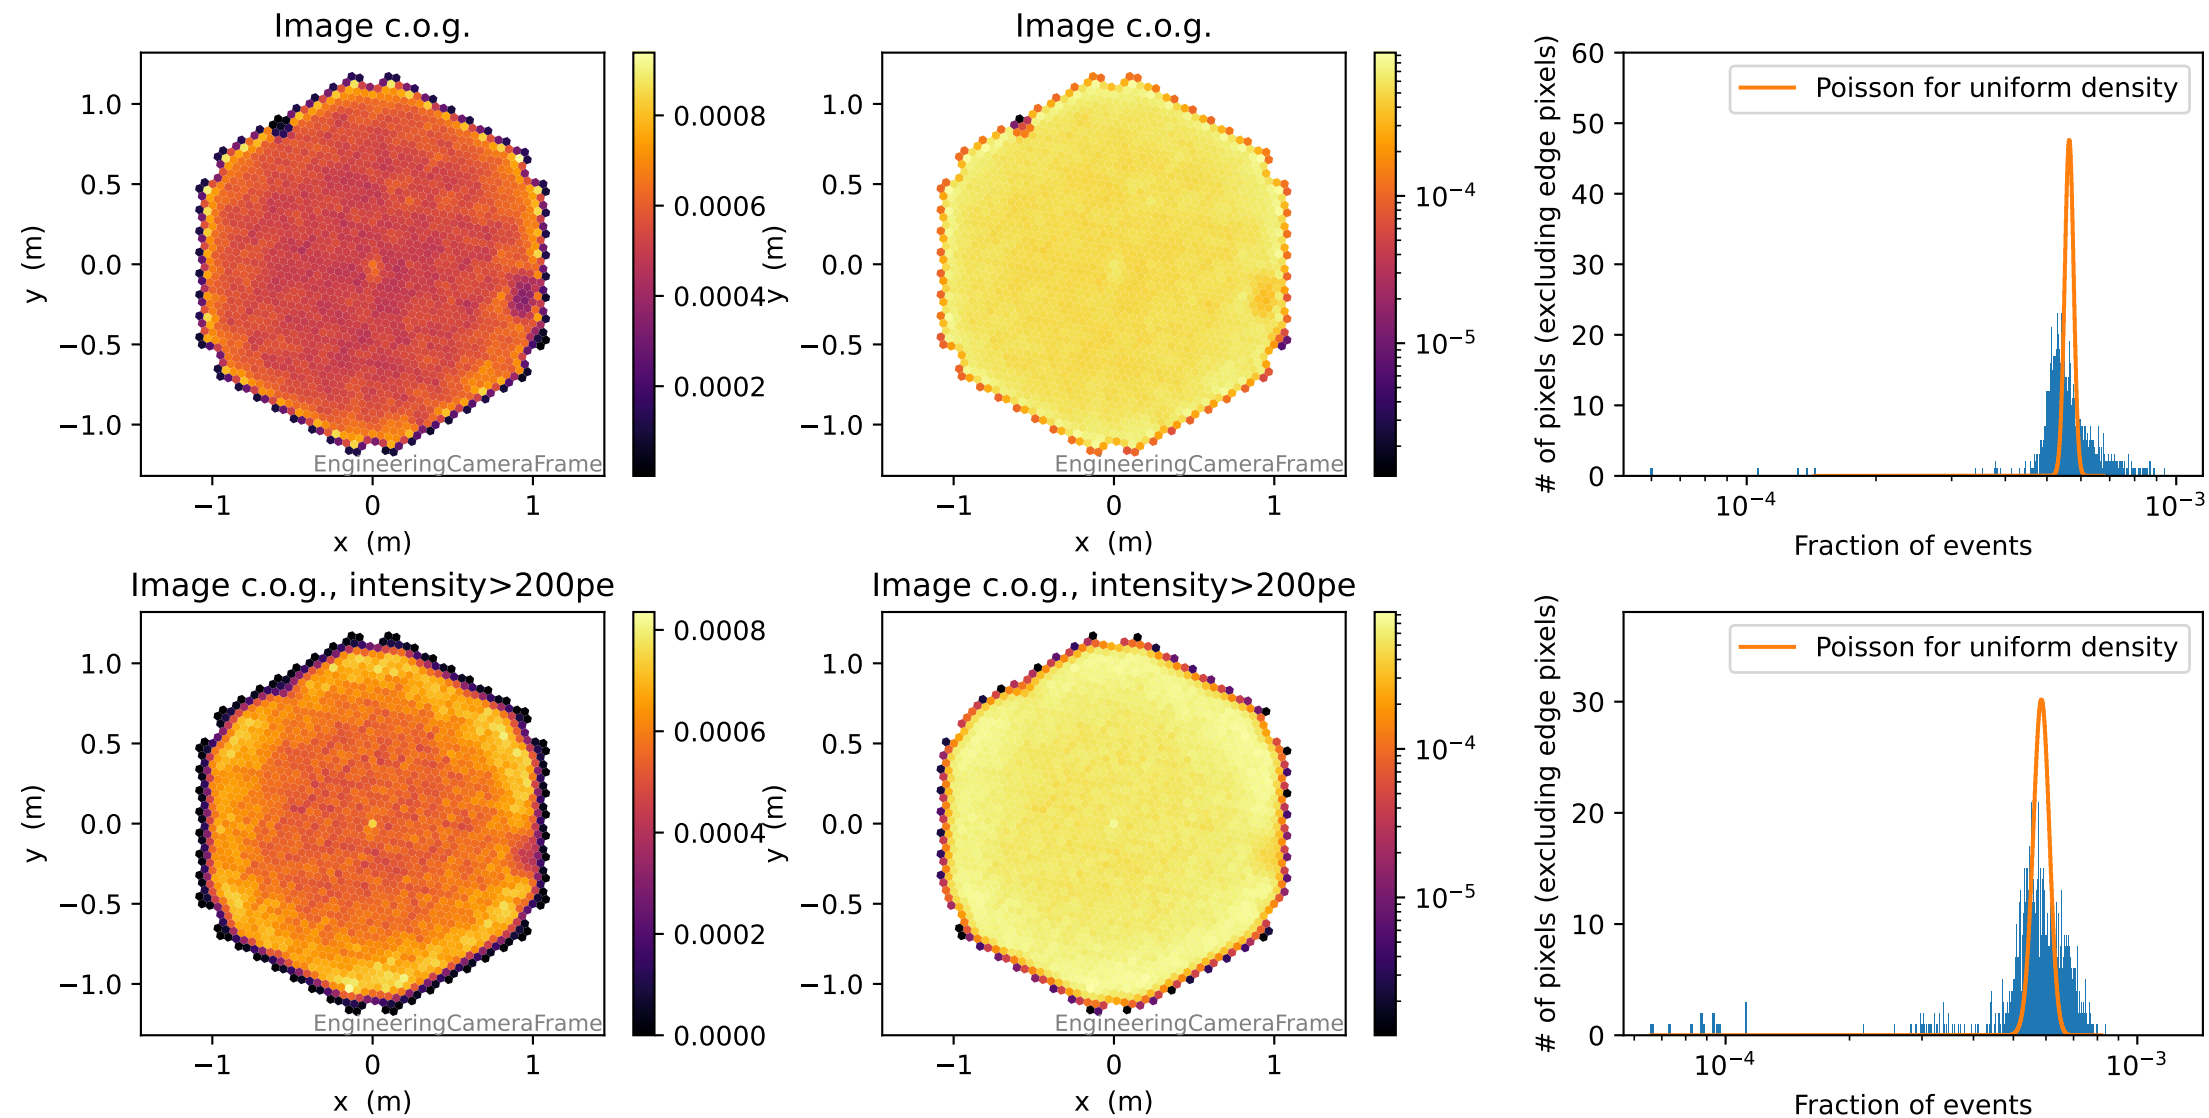 Image c.o.g.
1.0
0.5
0.0
−0.5
−1.0
y (m)
−1
0
1
x (m)
EngineeringCameraFrame
0.0008
0.0006
0.0004
0.0002
Image c.o.g.
1.0
0.5
0.0
−0.5
−1.0
y (m)
−1
0
1
x (m)
EngineeringCameraFrame
10⁻⁴
10⁻⁵
Poisson for uniform density
60
50
40
30
20
10
0
# of pixels (excluding edge pixels)
10⁻⁴
10⁻³
Fraction of events
Image c.o.g., intensity>200pe
1.0
0.5
0.0
−0.5
−1.0
y (m)
−1
0
1
x (m)
EngineeringCameraFrame
0.0008
0.0006
0.0004
0.0002
0.0000
Image c.o.g., intensity>200pe
1.0
0.5
0.0
−0.5
−1.0
y (m)
−1
0
1
x (m)
EngineeringCameraFrame
10⁻⁴
10⁻⁵
Poisson for uniform density
30
20
10
0
# of pixels (excluding edge pixels)
10⁻⁴
10⁻³
Fraction of events